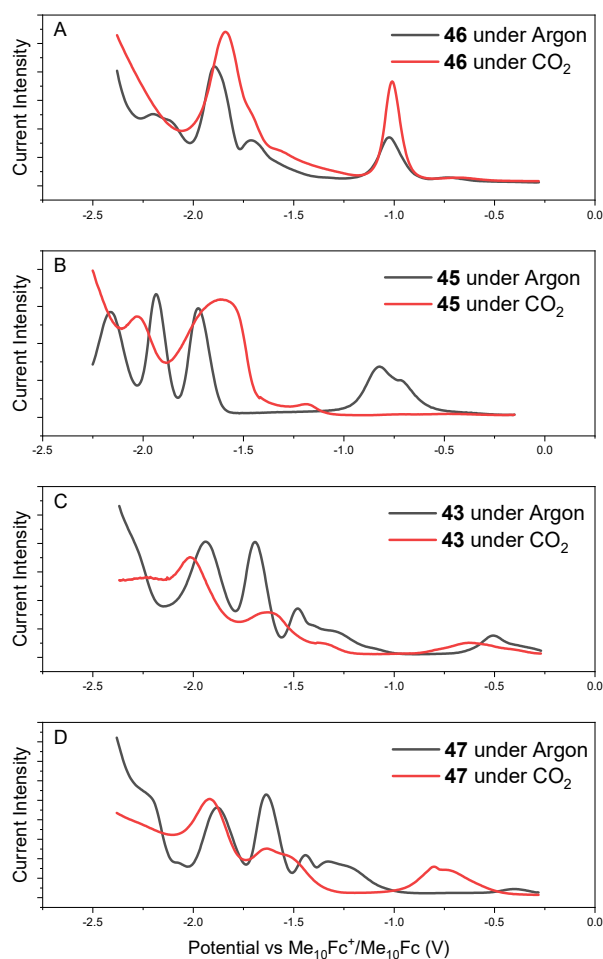 A
46 under Argon
46 under CO₂
Current Intensity
-2.5 -2.0 -1.5 -1.0 -0.5 0.0
B
45 under Argon
45 under CO₂
Current Intensity
-2.5 -2.0 -1.5 -1.0 -0.5 0.0
C
43 under Argon
43 under CO₂
Current Intensity
-2.5 -2.0 -1.5 -1.0 -0.5 0.0
D
47 under Argon
47 under CO₂
Current Intensity
-2.5 -2.0 -1.5 -1.0 -0.5 0.0
Potential vs Me₁₀Fc⁺/Me₁₀Fc (V)